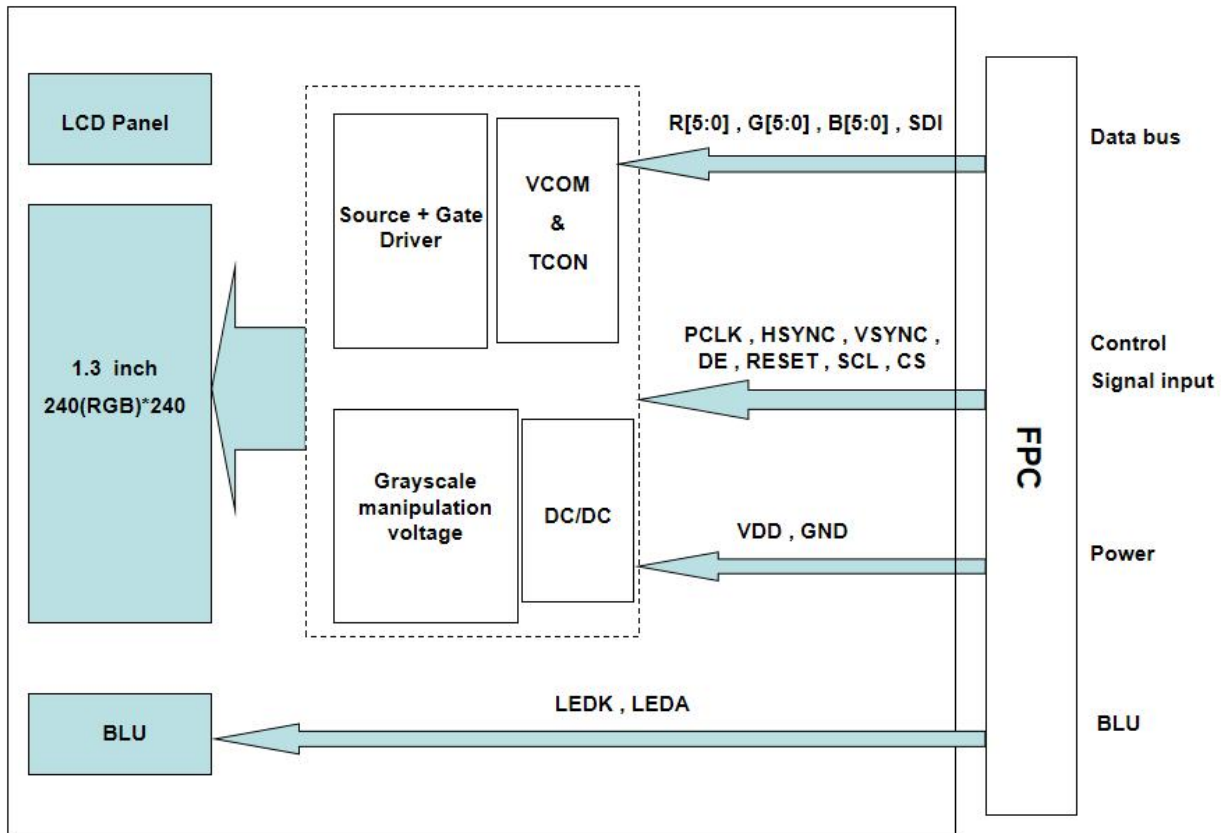 LCD Panel
1.3 inch
240(RGB)*240
BLU
Source + Gate
Driver
VCOM
&
TCON
Grayscale
manipulation
voltage
DC/DC
R[5:0] , G[5:0] , B[5:0] , SDI
PCLK , HSYNC , VSYNC ,
DE , RESET , SCL , CS
VDD , GND
LEDK , LEDA
FPC
Data bus
Control
Signal input
Power
BLU